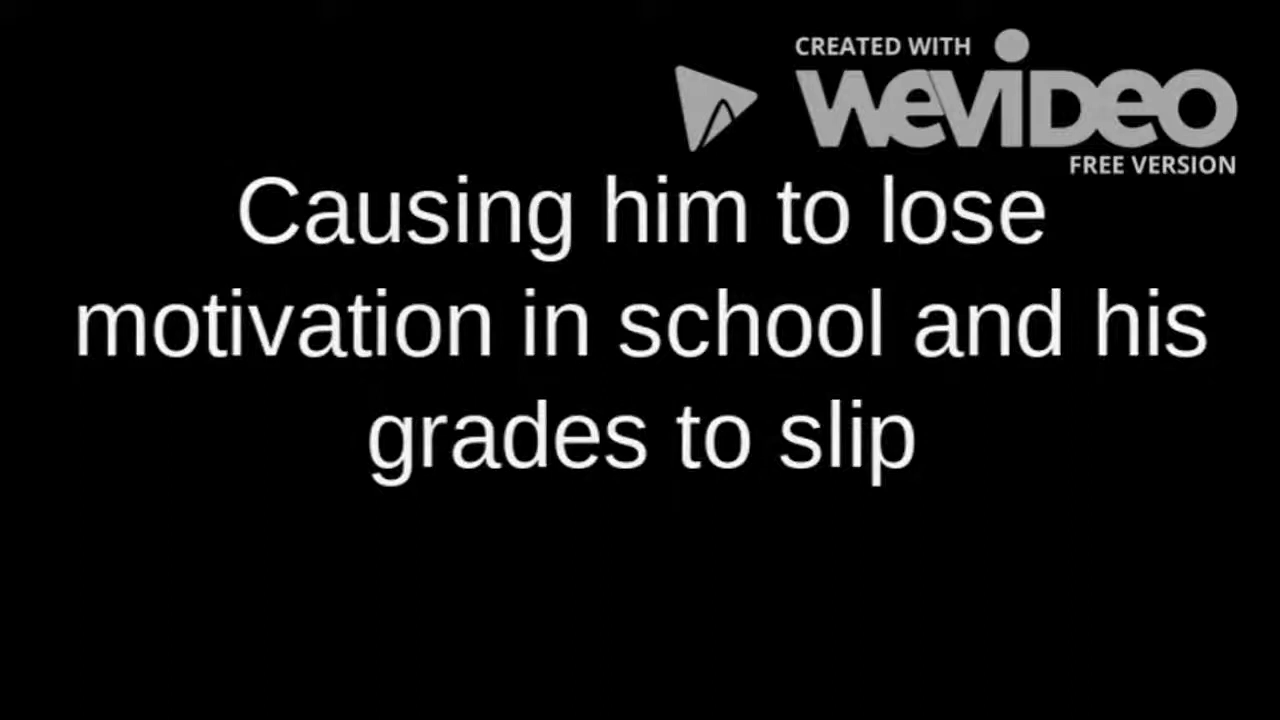 CREATED WITH
WEVIDEO
FREE VERSION
Causing him to lose
motivation in school and his
grades to slip